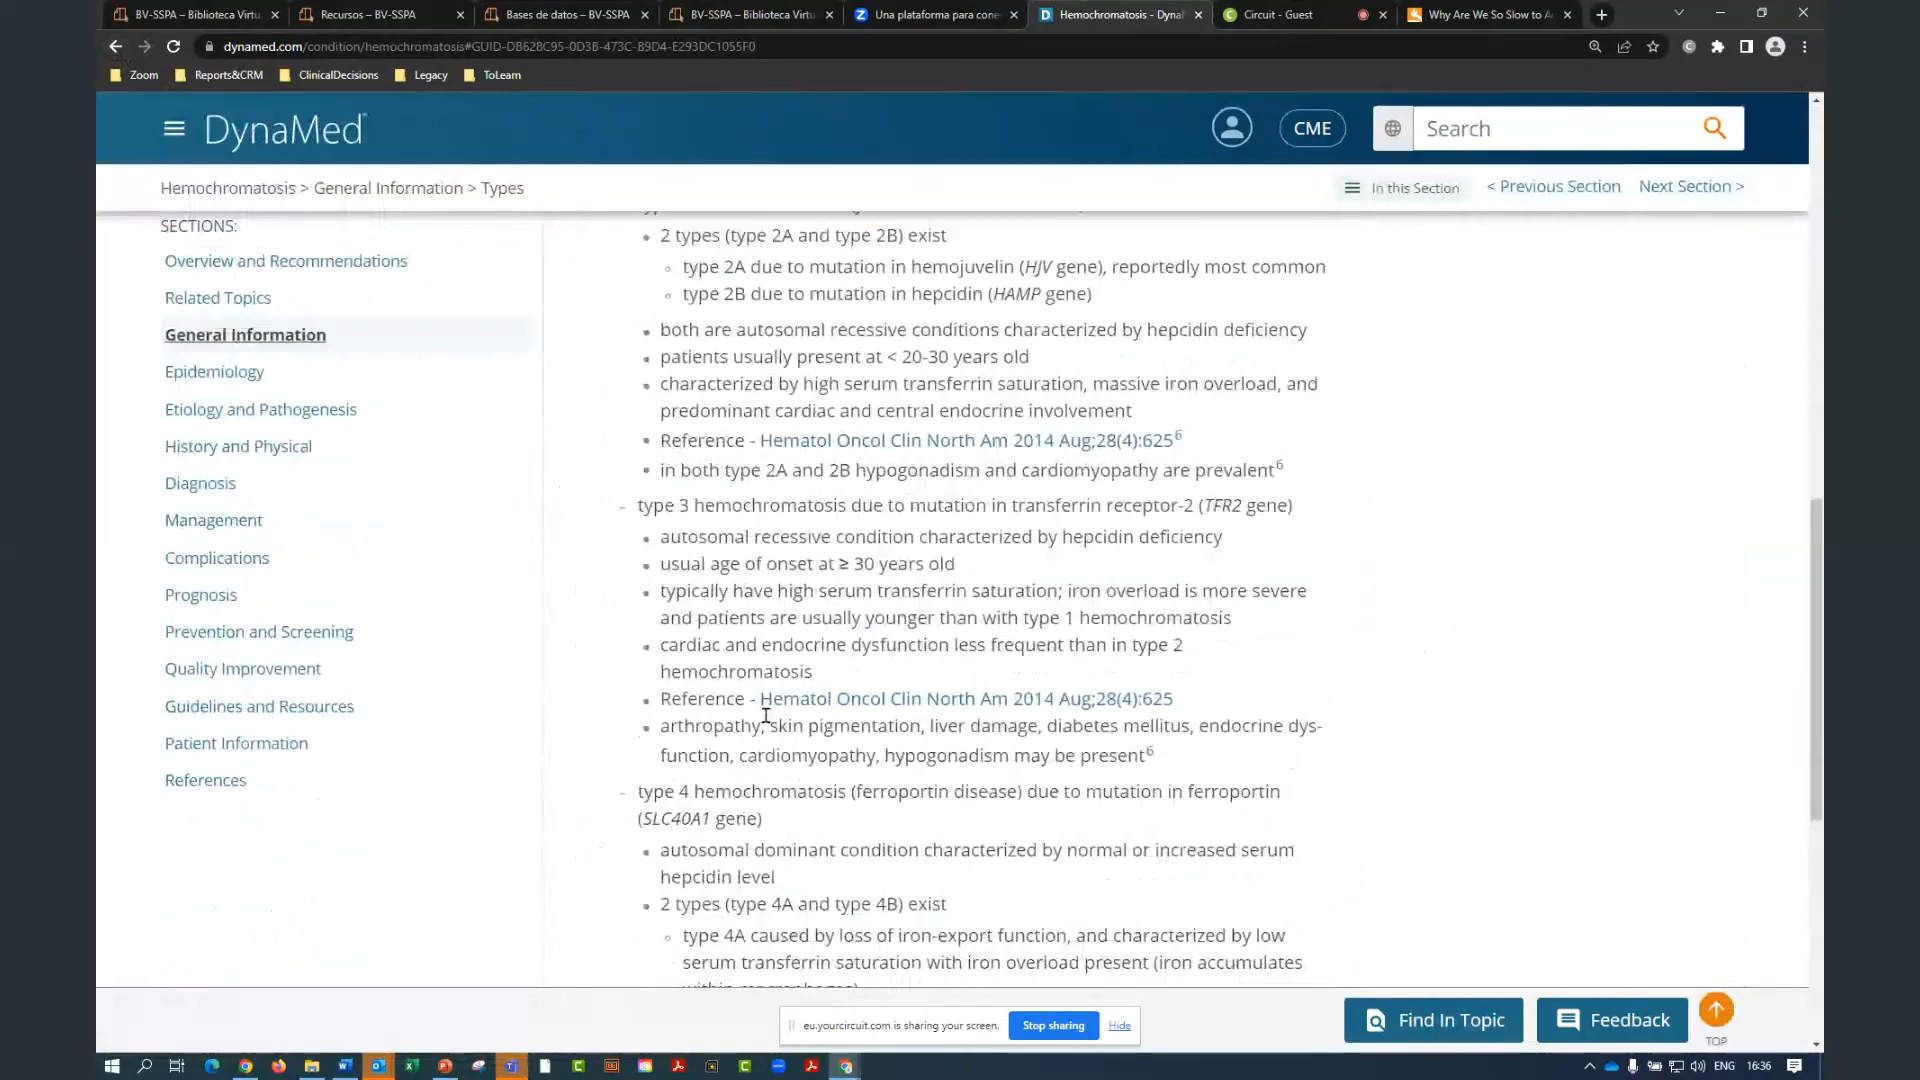 BV-SSPA – Biblioteca Virtu
Recursos – BV-SSPA
Bases de datos – BV-SSPA
BV-SSPA – Biblioteca Virtu
Una plataforma para cone
Hemochromatosis - Dyna
Circuit - Guest
Why Are We So Slow to A
dynamed.com/condition/hemochromatosis#GUID-DB628C95-0D3B-473C-B9D4-E293DC1055F0
Zoom
Reports&CRM
ClinicalDecisions
Legacy
ToLearn
DynaMed
CME
Search
Hemochromatosis > General Information > Types
In this Section
< Previous Section
Next Section >
SECTIONS:
Overview and Recommendations
Related Topics
General Information
Epidemiology
Etiology and Pathogenesis
History and Physical
Diagnosis
Management
Complications
Prognosis
Prevention and Screening
Quality Improvement
Guidelines and Resources
Patient Information
References
2 types (type 2A and type 2B) exist
type 2A due to mutation in hemojuvelin (HJV gene), reportedly most common
type 2B due to mutation in hepcidin (HAMP gene)
both are autosomal recessive conditions characterized by hepcidin deficiency
patients usually present at < 20-30 years old
characterized by high serum transferrin saturation, massive iron overload, and
predominant cardiac and central endocrine involvement
Reference - Hematol Oncol Clin North Am 2014 Aug;28(4):625 6
in both type 2A and 2B hypogonadism and cardiomyopathy are prevalent 6
type 3 hemochromatosis due to mutation in transferrin receptor-2 (TFR2 gene)
autosomal recessive condition characterized by hepcidin deficiency
usual age of onset at ≥ 30 years old
typically have high serum transferrin saturation; iron overload is more severe
and patients are usually younger than with type 1 hemochromatosis
cardiac and endocrine dysfunction less frequent than in type 2
hemochromatosis
Reference - Hematol Oncol Clin North Am 2014 Aug;28(4):625
arthropathy, skin pigmentation, liver damage, diabetes mellitus, endocrine dys-
function, cardiomyopathy, hypogonadism may be present 6
type 4 hemochromatosis (ferroportin disease) due to mutation in ferroportin
(SLC40A1 gene)
autosomal dominant condition characterized by normal or increased serum
hepcidin level
2 types (type 4A and type 4B) exist
type 4A caused by loss of iron-export function, and characterized by low
serum transferrin saturation with iron overload present (iron accumulates
eu.yourcircuit.com is sharing your screen.
Stop sharing
Hide
Find In Topic
Feedback
TOP
ENG
16:36